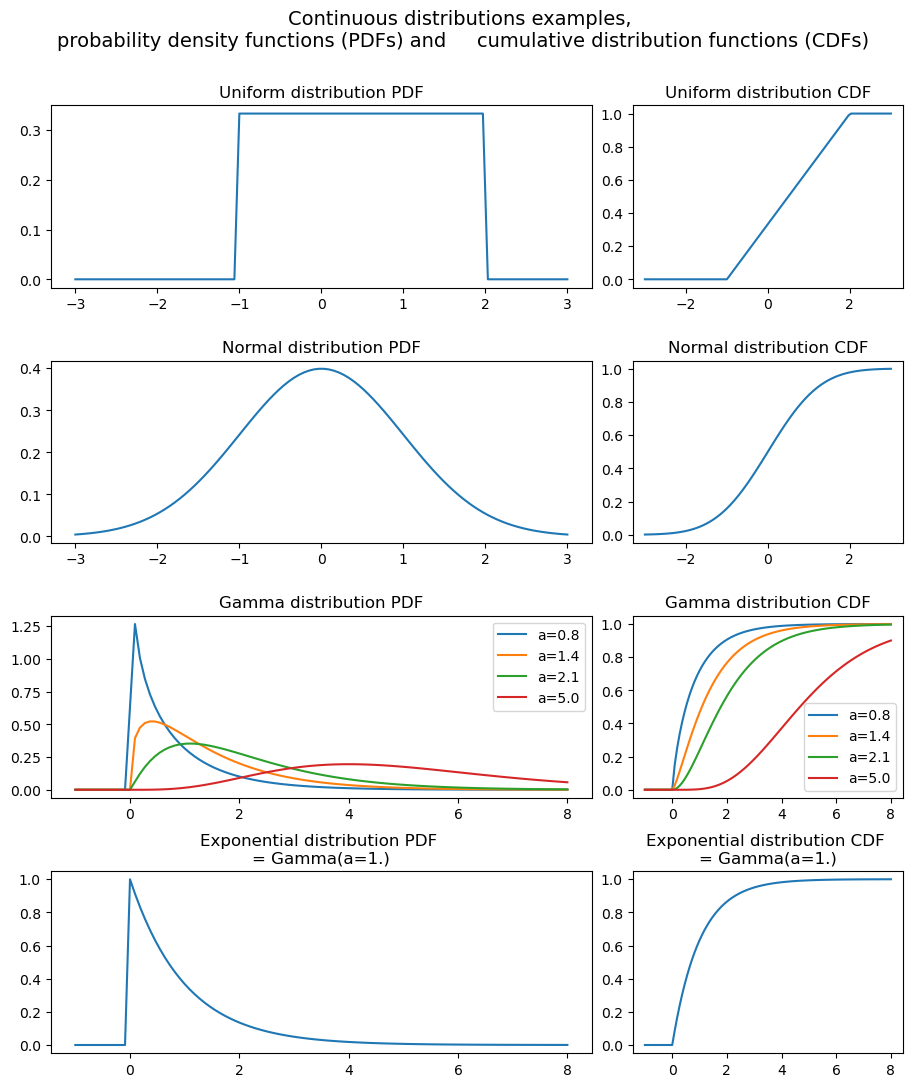 Continuous distributions examples,
probability density functions (PDFs) and     cumulative distribution functions (CDFs)
Uniform distribution PDF
0.3
0.2
0.1
0.0
−3 −2 −1 0 1 2 3
Uniform distribution CDF
1.0
0.8
0.6
0.4
0.2
0.0
−2 0 2
Normal distribution PDF
0.4
0.3
0.2
0.1
0.0
−3 −2 −1 0 1 2 3
Normal distribution CDF
1.0
0.8
0.6
0.4
0.2
0.0
−2 0 2
Gamma distribution PDF
1.25
1.00
0.75
0.50
0.25
0.00
a=0.8
a=1.4
a=2.1
a=5.0
0 2 4 6 8
Gamma distribution CDF
1.0
0.8
0.6
0.4
0.2
0.0
a=0.8
a=1.4
a=2.1
a=5.0
0 2 4 6 8
Exponential distribution PDF
= Gamma(a=1.)
1.0
0.8
0.6
0.4
0.2
0.0
0 2 4 6 8
Exponential distribution CDF
= Gamma(a=1.)
1.0
0.8
0.6
0.4
0.2
0.0
0 2 4 6 8